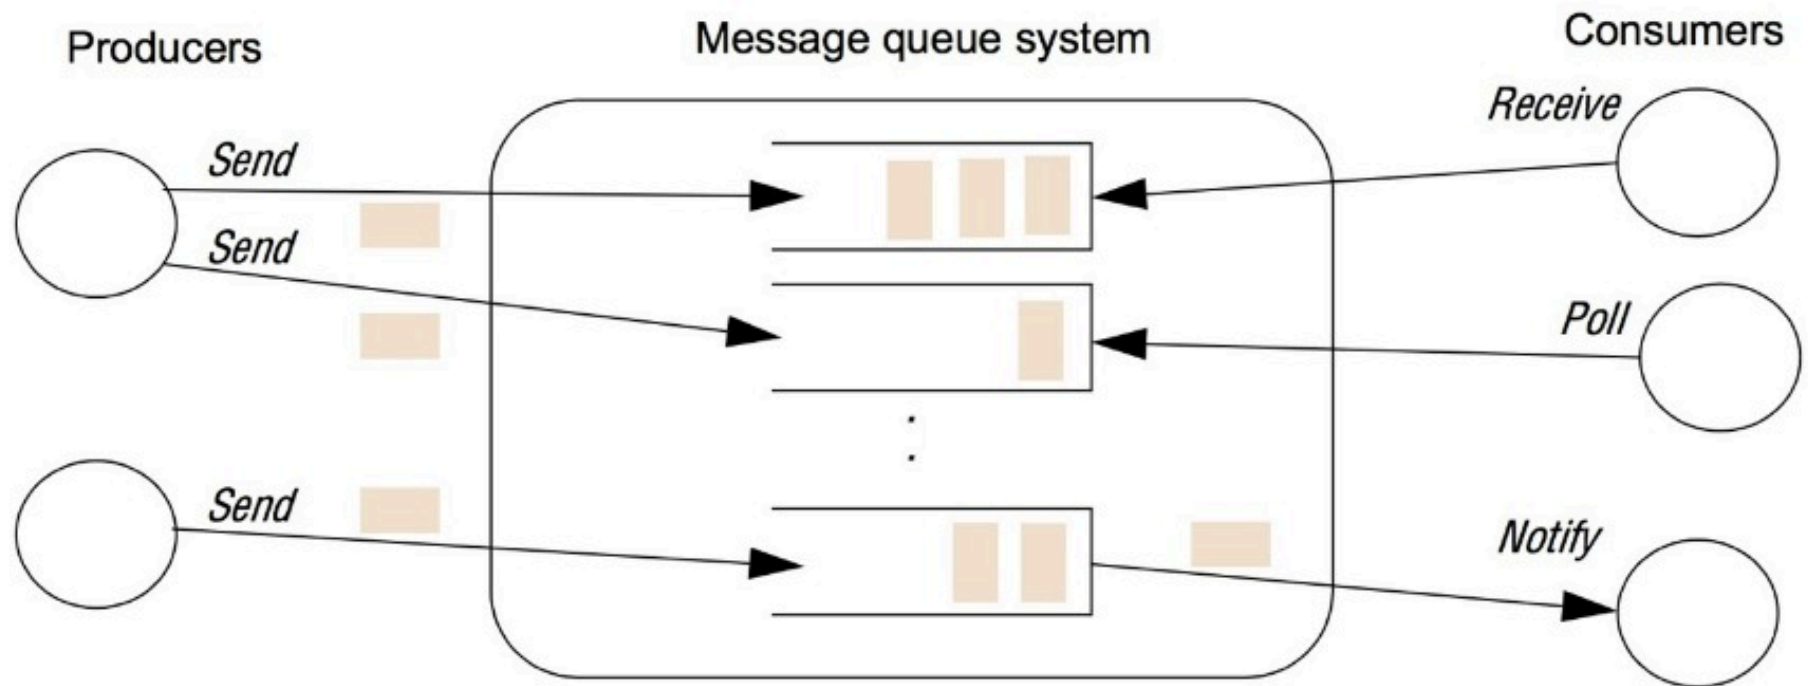 Producers
Message queue system
Consumers
Send
Receive
Send
Poll
Send
Notify